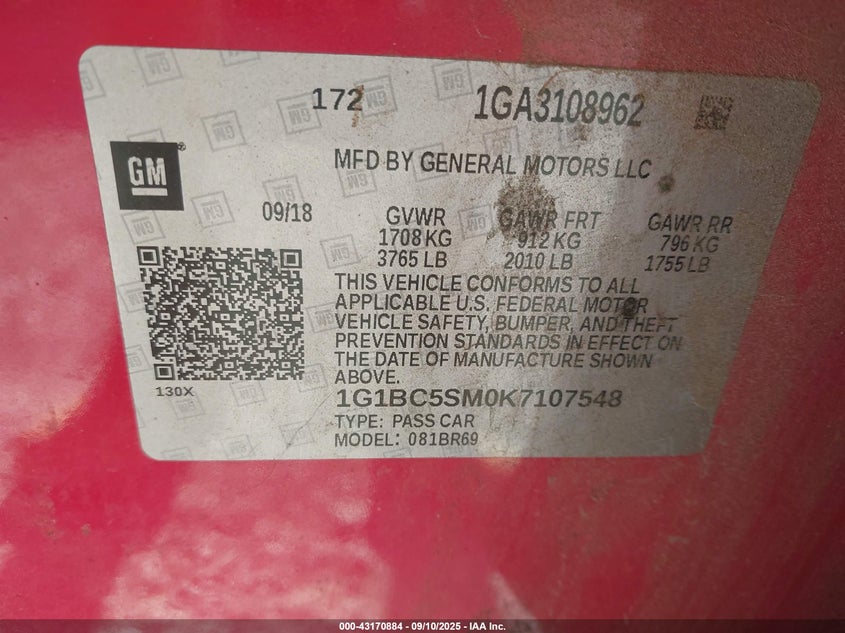 172
1GA3108962
GM
MFD BY GENERAL MOTORS LLC
09/18
GVWR GAWR FRT GAWR RR
1708 KG 912 KG 796 KG
3765 LB 2010 LB 1755 LB
THIS VEHICLE CONFORMS TO ALL
APPLICABLE U.S. FEDERAL MOTOR
VEHICLE SAFETY, BUMPER, AND THEFT
PREVENTION STANDARDS IN EFFECT ON
THE DATE OF MANUFACTURE SHOWN
ABOVE.
130X
1G1BC5SM0K7107548
TYPE: PASS CAR
MODEL: 081BR69
000-43170884 - 09/10/2025 - IAA Inc.